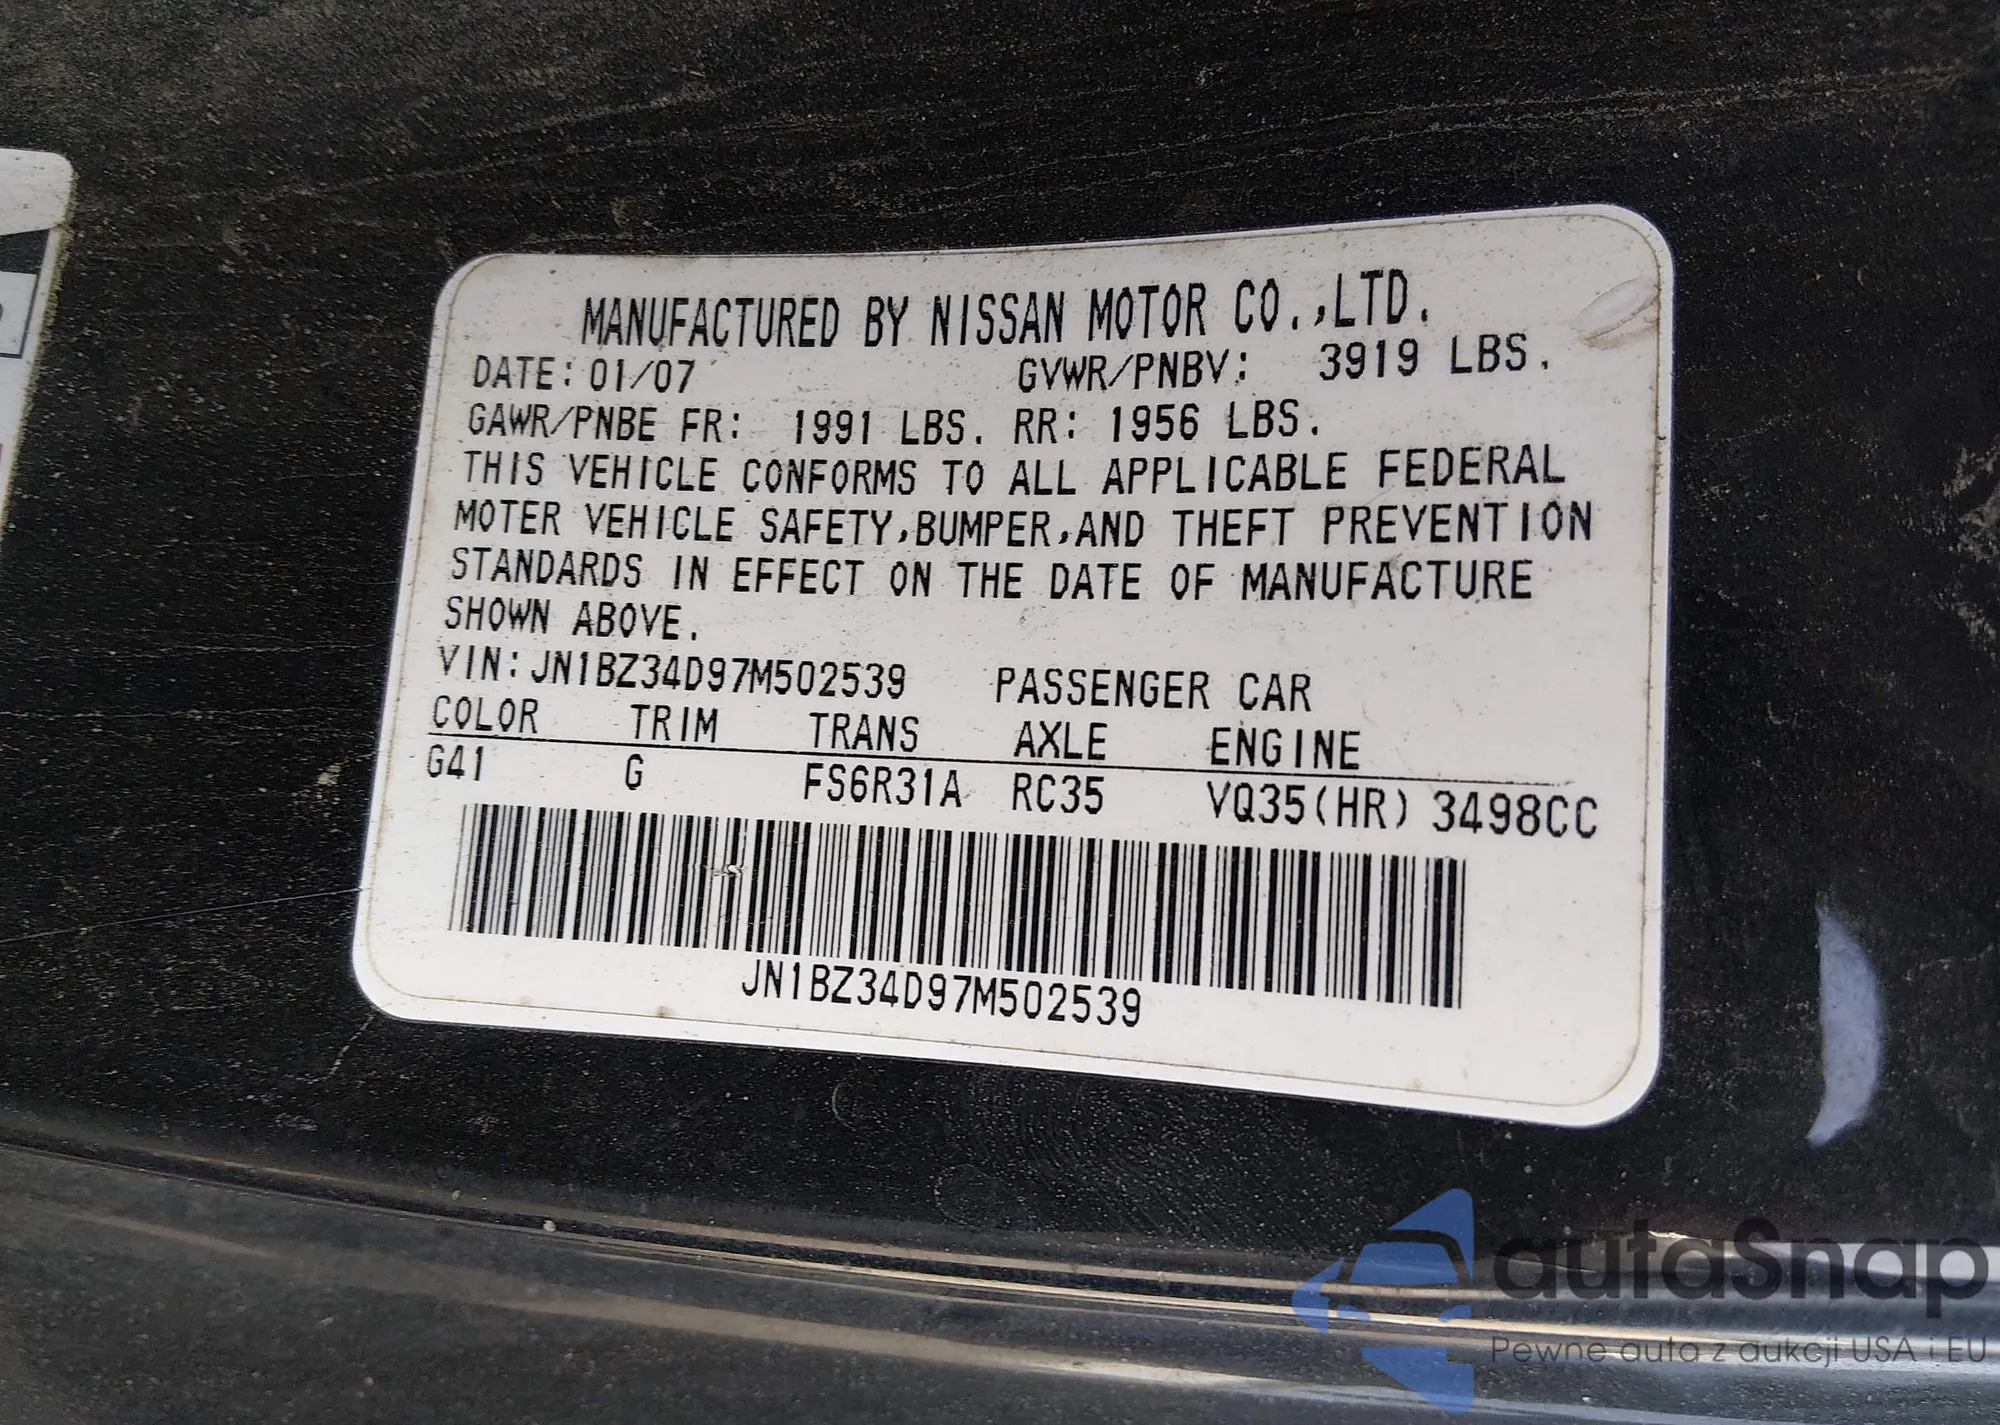 MANUFACTURED BY NISSAN MOTOR CO.,LTD.
DATE: 01/07 GVWR/PNBV: 3919 LBS.
GAWR/PNBE FR: 1991 LBS. RR: 1956 LBS.
THIS VEHICLE CONFORMS TO ALL APPLICABLE FEDERAL
MOTER VEHICLE SAFETY,BUMPER,AND THEFT PREVENTION
STANDARDS IN EFFECT ON THE DATE OF MANUFACTURE
SHOWN ABOVE.
VIN: JN1BZ34D97M502539 PASSENGER CAR
COLOR TRIM TRANS AXLE ENGINE
G41 G FS6R31A RC35 VQ35(HR) 3498CC
JN1BZ34D97M502539
autaSnap
Pewne auta z aukcji USA i EU